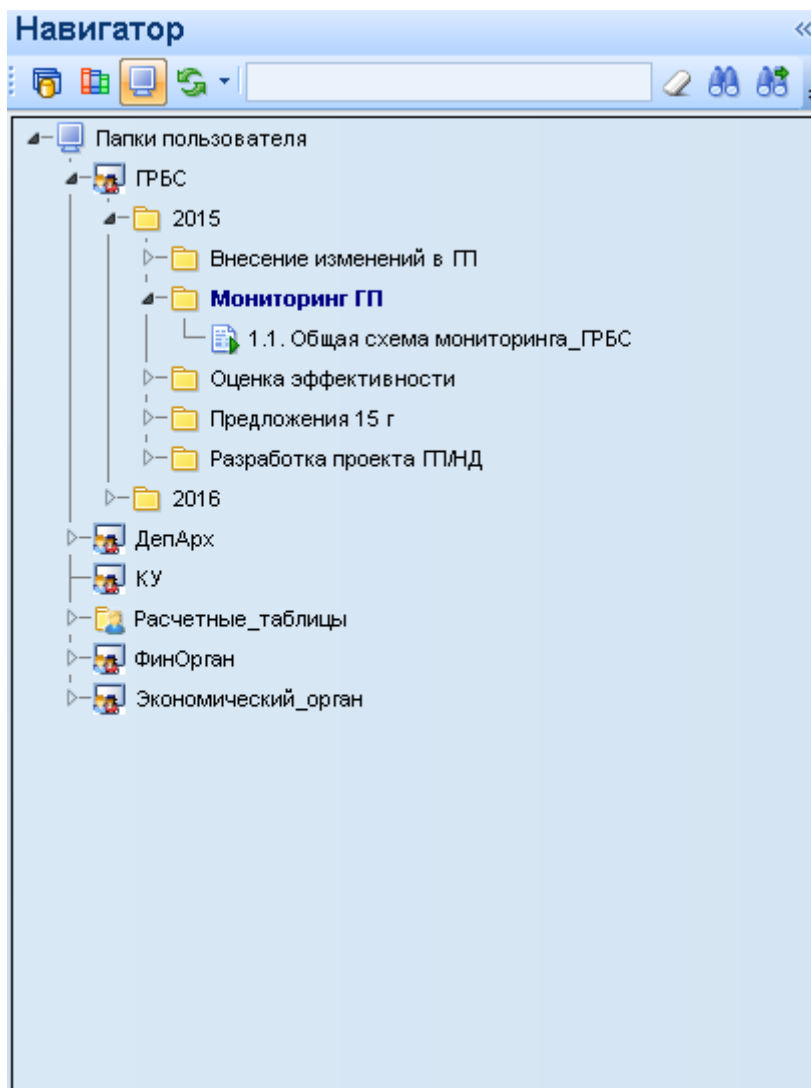 Навигатор
Папки пользователя
ГРБС
2015
Внесение изменений в ГП
Мониторинг ГП
1.1. Общая схема мониторинга_ГРБС
Оценка эффективности
Предложения 15 г
Разработка проекта ГП/НД
2016
ДепАрх
КУ
Расчетные_таблицы
ФинОрган
Экономический_орган